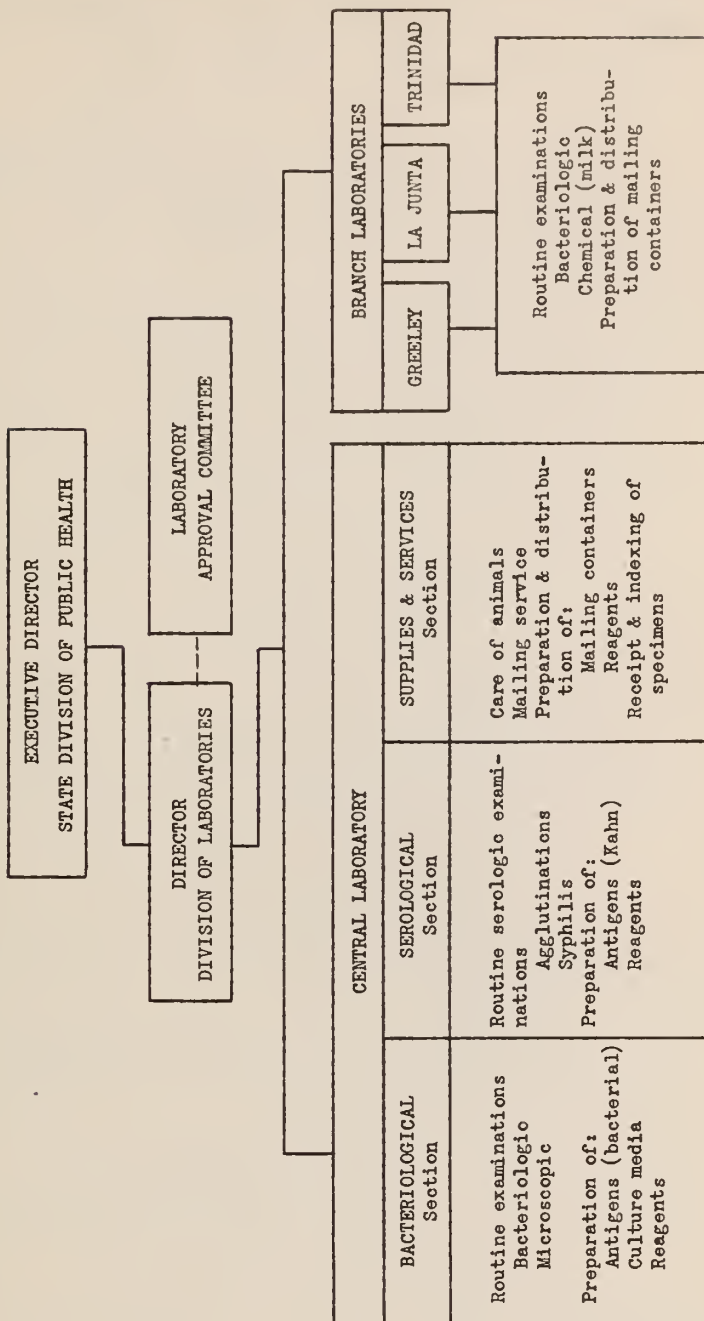 EXECUTIVE DIRECTOR
STATE DIVISION OF PUBLIC HEALTH
DIRECTOR
DIVISION OF LABORATORIES
LABORATORY
APPROVAL COMMITTEE
CENTRAL LABORATORY
BACTERIOLOGICAL
Section
Routine examinations
Bacteriologic
Microscopic
Preparation of:
Antigens (bacterial)
Culture media
Reagents
SEROLOGICAL
Section
Routine serologic exami-
nations
Agglutinations
Syphilis
Preparation of:
Antigens (Kahn)
Reagents
SUPPLIES & SERVICES
Section
Care of animals
Mailing service
Preparation & distribu-
tion of:
Mailing containers
Reagents
Receipt & indexing of
specimens
BRANCH LABORATORIES
GREELEY
LA JUNTA
TRINIDAD
Routine examinations
Bacteriologic
Chemical (milk)
Preparation & distribu-
tion of mailing
containers